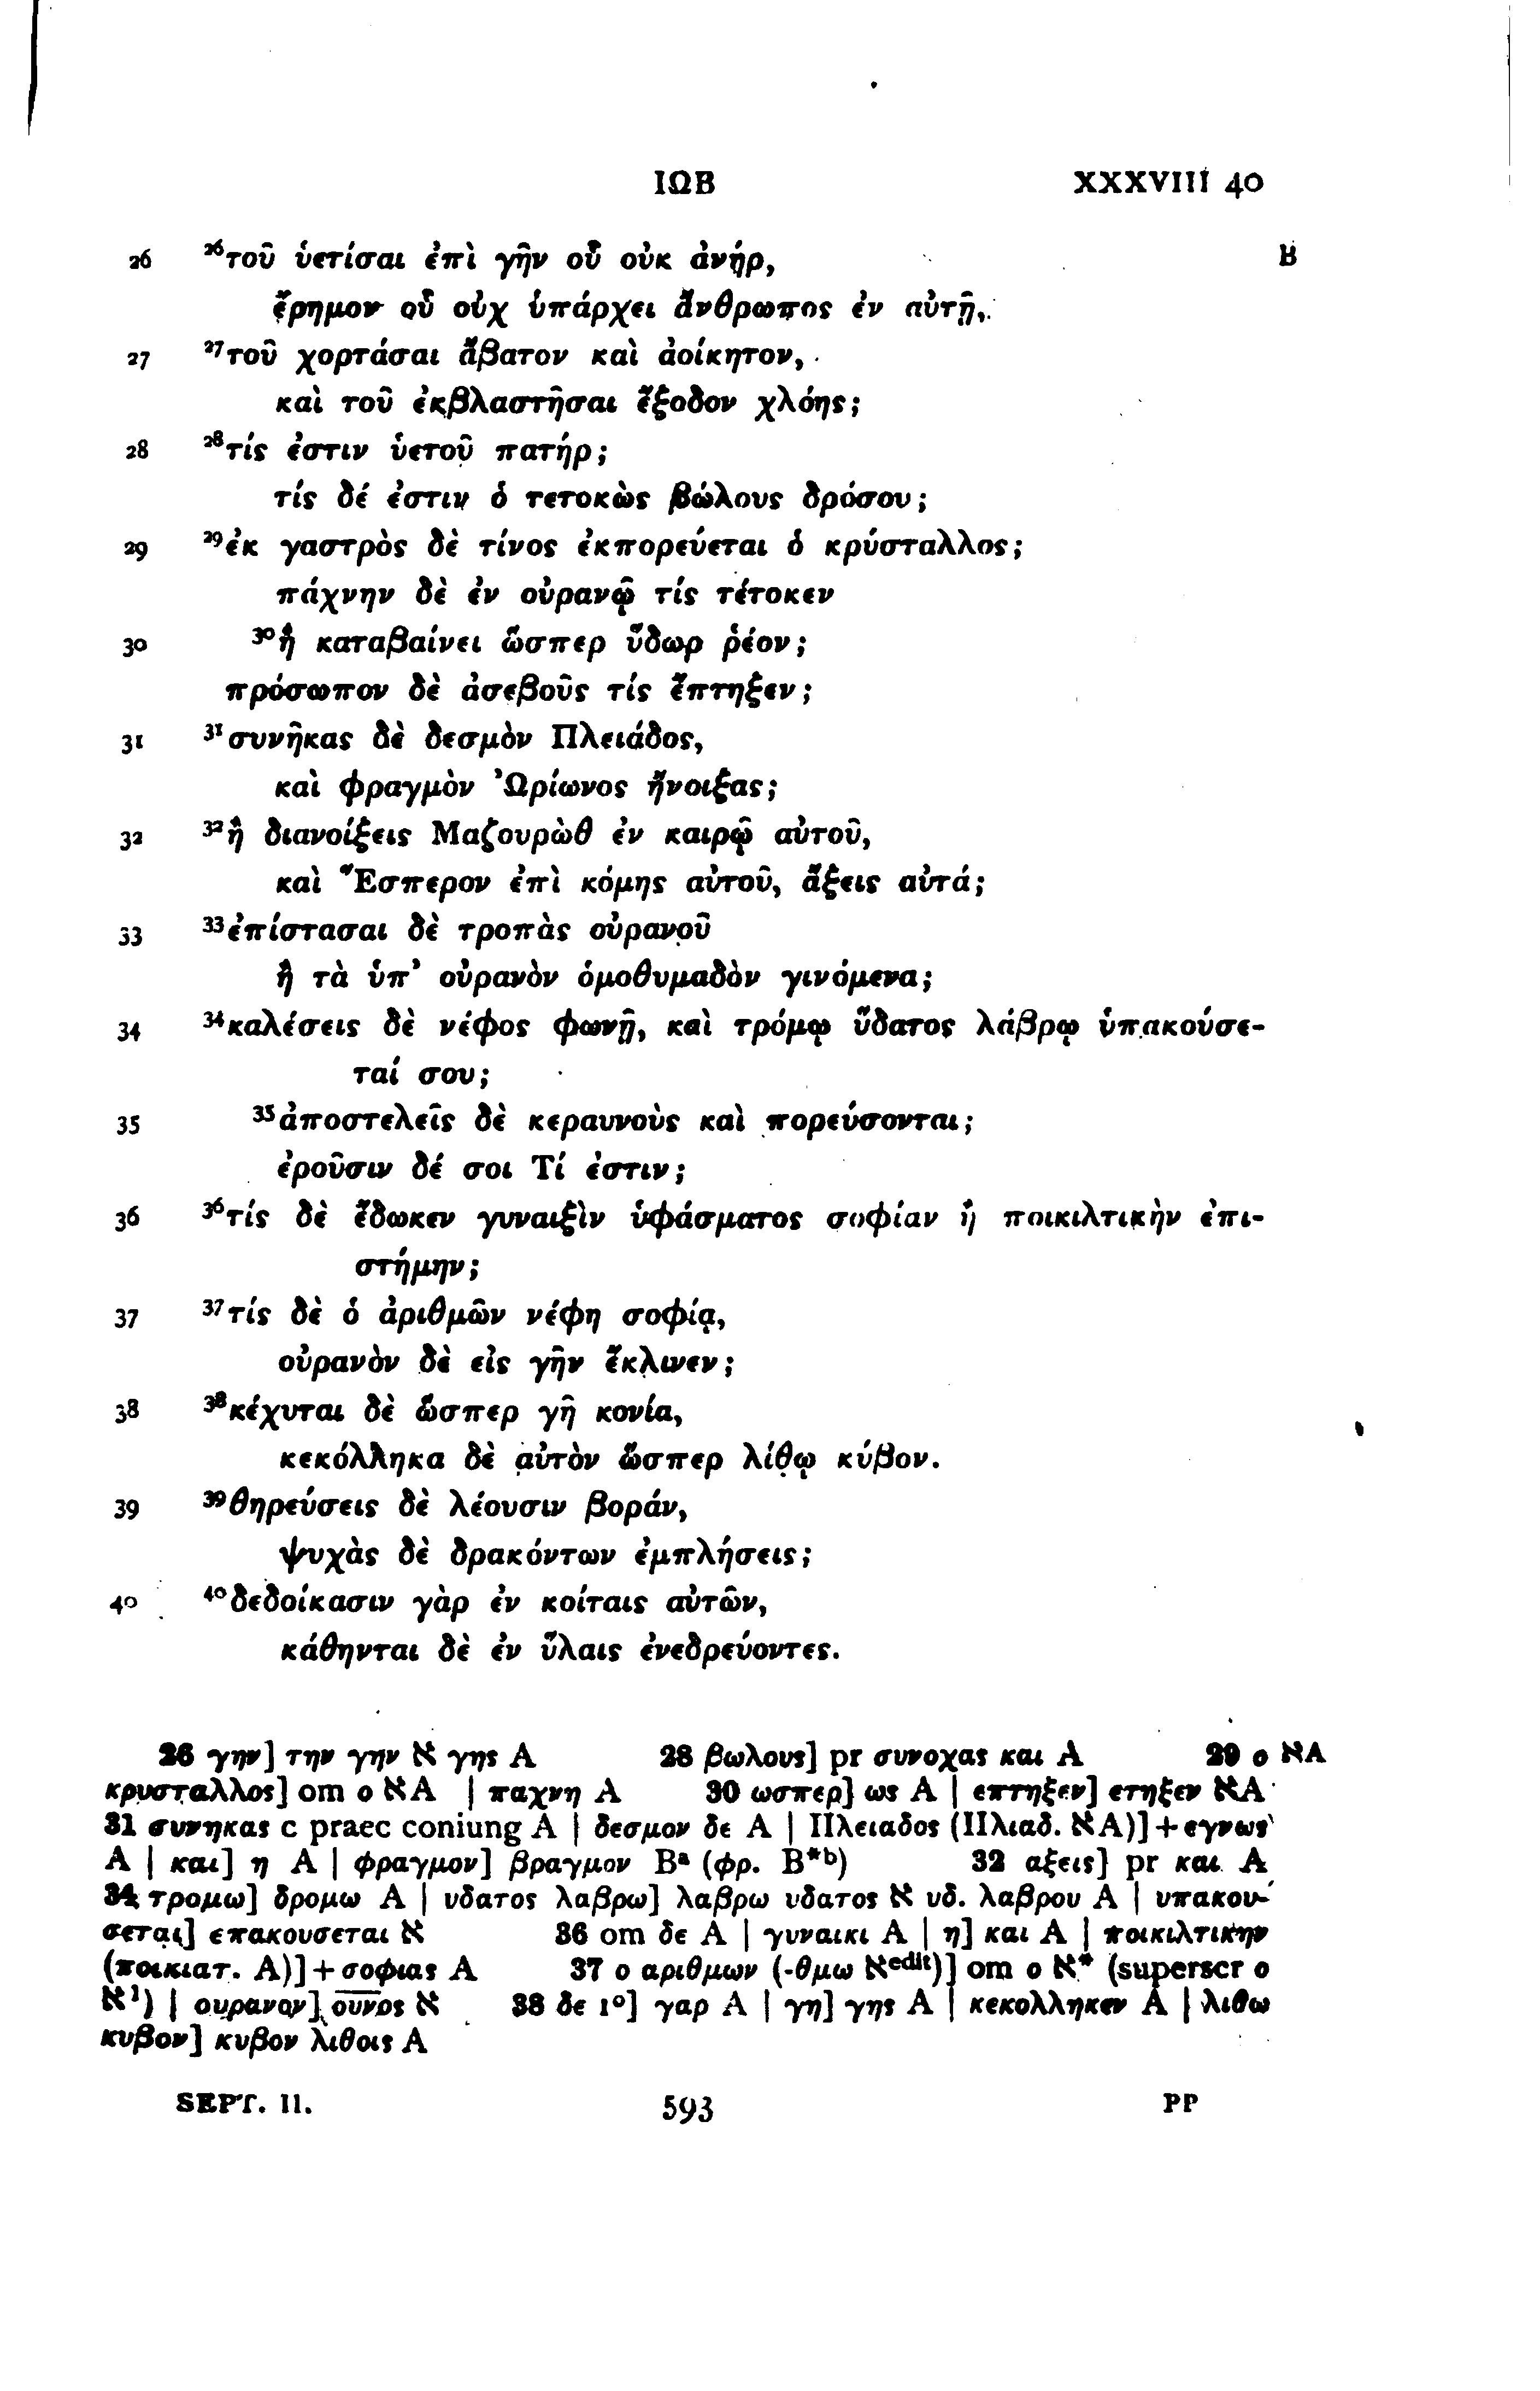 ΙΩΒ XXXVIII 40
26 ²⁶τοῦ ὑετίσαι ἐπὶ γῆν οὗ οὐκ ἀνήρ, B
ἔρημον οὗ οὐχ ὑπάρχει ἄνθρωπος ἐν αὐτῇ,
27 ²⁷τοῦ χορτάσαι ἄβατον καὶ ἀοίκητον,
καὶ τοῦ ἐκβλαστῆσαι ἔξοδον χλόης;
28 ²⁸τίς ἐστιν ὑετοῦ πατήρ;
τίς δέ ἐστιν ὁ τετοκὼς βώλους δρόσου;
29 ²⁹ἐκ γαστρὸς δὲ τίνος ἐκπορεύεται ὁ κρύσταλλος;
πάχνην δὲ ἐν οὐρανῷ τίς τέτοκεν
30 ³⁰ἢ καταβαίνει ὥσπερ ὕδωρ ῥέον;
πρόσωπον δὲ ἀσεβοῦς τίς ἔπτηξεν;
31 ³¹συνῆκας δὲ δεσμὸν Πλειάδος,
καὶ φραγμὸν Ὠρίωνος ἤνοιξας;
32 ³²ἢ διανοίξεις Μαζουρὼθ ἐν καιρῷ αὐτοῦ,
καὶ Ἕσπερον ἐπὶ κόμης αὐτοῦ, ἄξεις αὐτά;
33 ³³ἐπίστασαι δὲ τροπὰς οὐρανοῦ
ἢ τὰ ὑπ’ οὐρανὸν ὁμοθυμαδὸν γινόμενα;
34 ³⁴καλέσεις δὲ νέφος φωνῇ, καὶ τρόμῳ ὕδατος λάβρῳ ὑπακούσε-
ταί σου;
35 ³⁵ἀποστελεῖς δὲ κεραυνοὺς καὶ πορεύσονται;
ἐροῦσιν δέ σοι Τί ἐστιν;
36 ³⁶τίς δὲ ἔδωκεν γυναιξὶν ὑφάσματος σοφίαν ἢ ποικιλτικὴν ἐπι-
στήμην;
37 ³⁷τίς δὲ ὁ ἀριθμῶν νέφη σοφίᾳ,
οὐρανὸν δὲ εἰς γῆν ἔκλινεν;
38 ³⁸κέχυται δὲ ὥσπερ γῆ κονία,
κεκόλληκα δὲ αὐτὸν ὥσπερ λίθῳ κύβον.
39 ³⁹θηρεύσεις δὲ λέουσιν βοράν,
ψυχὰς δὲ δρακόντων ἐμπλήσεις;
40 ⁴⁰δεδοίκασιν γὰρ ἐν κοίταις αὐτῶν,
κάθηνται δὲ ἐν ὕλαις ἐνεδρεύοντες.
26 γην] την γην ℵ γης A 28 βωλους] pr συνοχας και A 29 ο ℵA
κρυσταλλος] om ο ℵA | παχνη A 30 ωσπερ] ως A | επτηξεν] ετηξεν ℵA
31 συνηκας c praec coniung A | δεσμον δε A | Πλειαδος (Πλιαδ. ℵA)] + εγνως
A | και] η A | φραγμον] βραγμον Bᵃ (φρ. B*ᵇ) 32 αξεις] pr και A
34 τρομω] δρομω A | υδατος λαβρω] λαβρω υδατος ℵ υδ. λαβρου A | υπακου-
σεται] επακουσεται ℵ 36 om δε A | γυναικι A | η] και A | ποικιλτικην
(ποικιατ. A)] + σοφιας A 37 ο αριθμων (-θμω ℵᵉᵈⁱᵗ)] om ο ℵ* (superscr ο
ℵ¹) | ουρανον] ου̅ν̅ο̅ς ℵ 38 δε 1°] γαρ A | γη] γης A | κεκολληκεν A | λιθω
κυβον] κυβον λιθοις A
SEPT. II. 593 PP